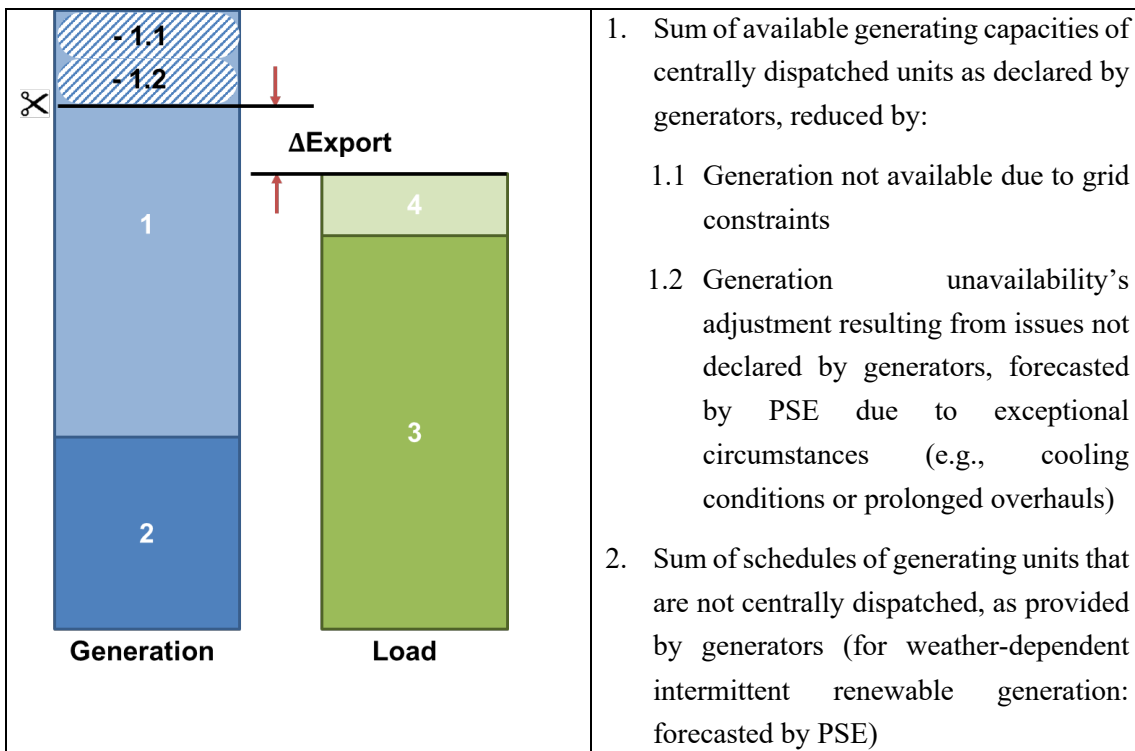 - 1.1
- 1.2
ΔExport
1
4
3
2
Generation
Load
1. Sum of available generating capacities of
centrally dispatched units as declared by
generators, reduced by:
1.1 Generation not available due to grid
constraints
1.2 Generation unavailability’s
adjustment resulting from issues not
declared by generators, forecasted
by PSE due to exceptional
circumstances (e.g., cooling
conditions or prolonged overhauls)
2. Sum of schedules of generating units that
are not centrally dispatched, as provided
by generators (for weather-dependent
intermittent renewable generation:
forecasted by PSE)